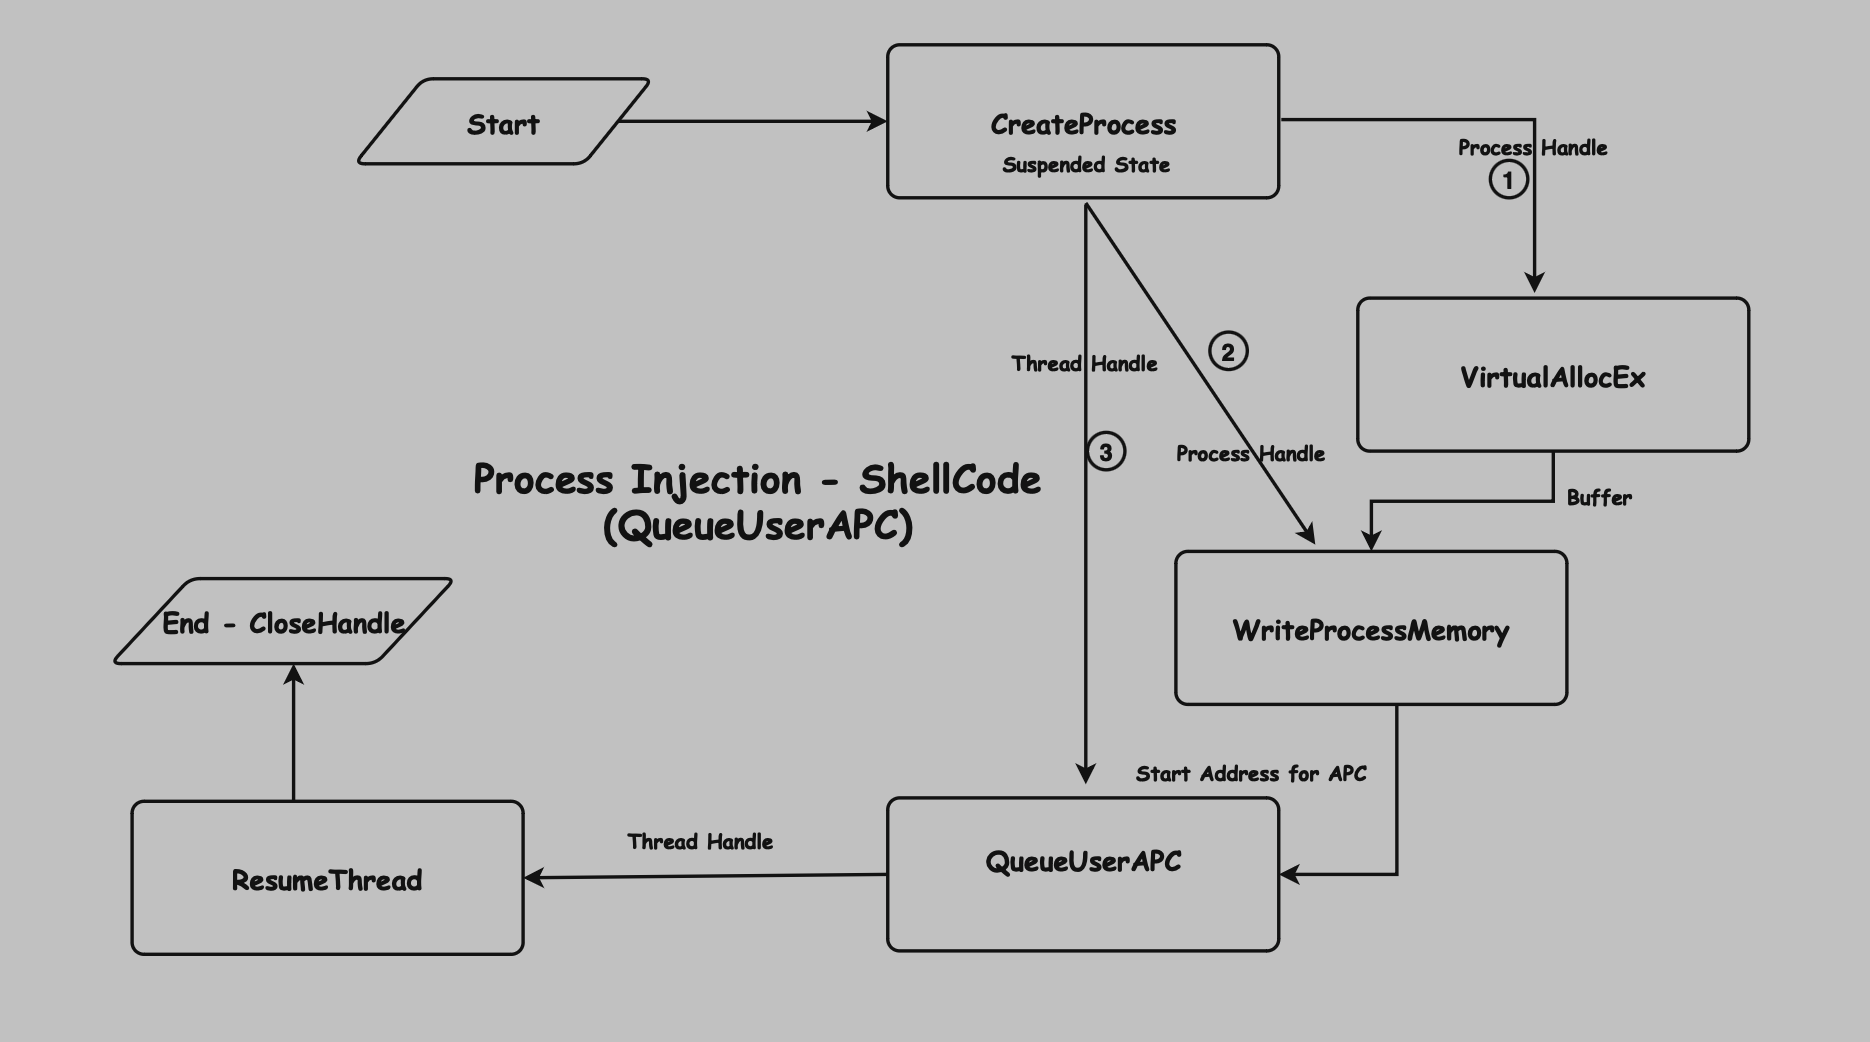 Start
CreateProcess
Suspended State
Process Handle
1
2
Thread Handle
VirtualAllocEx
3
Process Handle
Process Injection - ShellCode
(QueueUserAPC)
Buffer
End - CloseHandle
WriteProcessMemory
Start Address for APC
Thread Handle
QueueUserAPC
ResumeThread